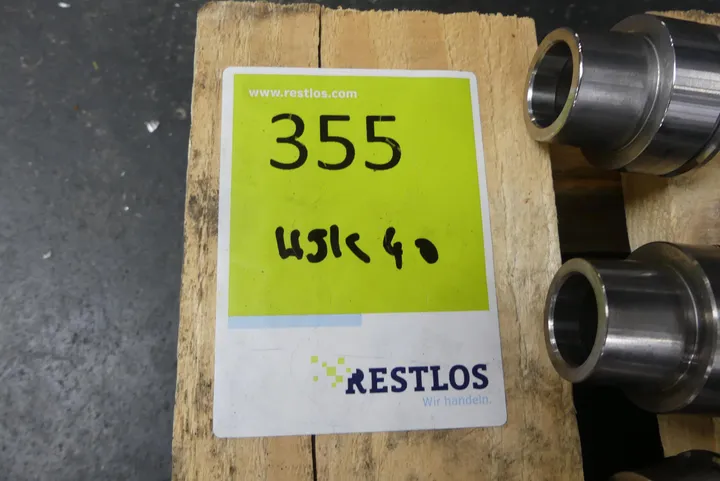 www.restlos.com
355
HSK 40
RESTLOS
Wir handeln.